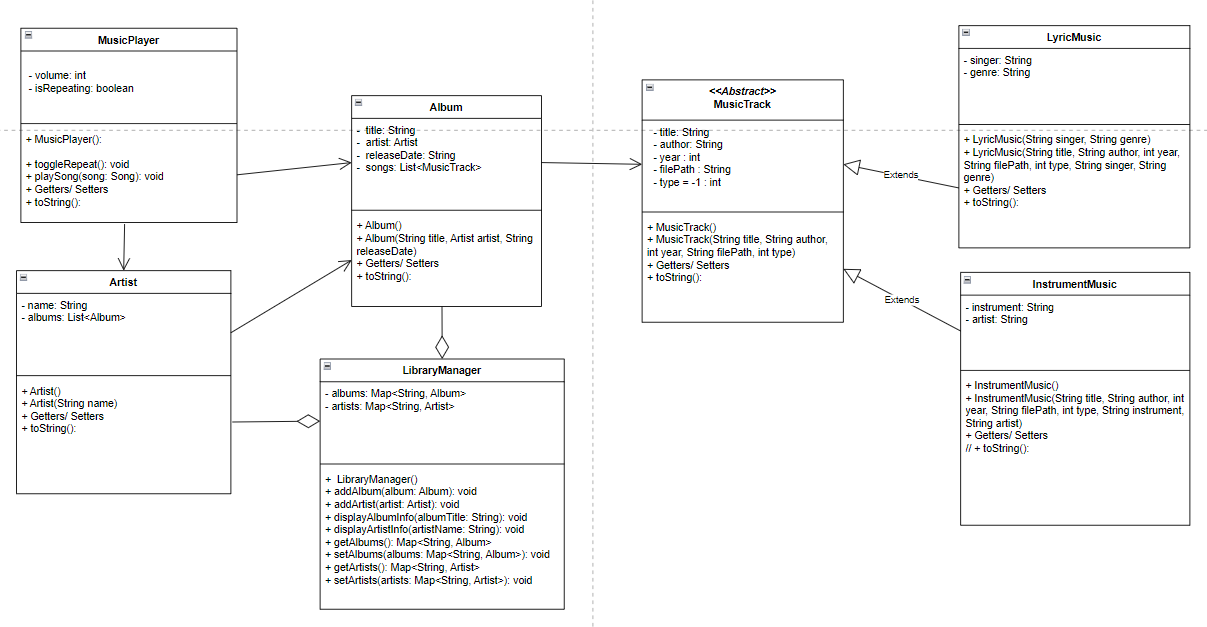 MusicPlayer
- volume: int
- isRepeating: boolean
+ MusicPlayer():
+ toggleRepeat(): void
+ playSong(song: Song): void
+ Getters/ Setters
+ toString():
Artist
- name: String
- albums: List<Album>
+ Artist()
+ Artist(String name)
+ Getters/ Setters
+ toString():
Album
- title: String
- artist: Artist
- releaseDate: String
- songs: List<MusicTrack>
+ Album()
+ Album(String title, Artist artist, String
releaseDate)
+ Getters/ Setters
+ toString():
LibraryManager
- albums: Map<String, Album>
- artists: Map<String, Artist>
+ LibraryManager()
+ addAlbum(album: Album): void
+ addArtist(artist: Artist): void
+ displayAlbumInfo(albumTitle: String): void
+ displayArtistInfo(artistName: String): void
+ getAlbums(): Map<String, Album>
+ setAlbums(albums: Map<String, Album>): void
+ getArtists(): Map<String, Artist>
+ setArtists(artists: Map<String, Artist>): void
<<Abstract>>
MusicTrack
- title: String
- author: String
- year : int
- filePath : String
- type = -1 : int
+ MusicTrack()
+ MusicTrack(String title, String author,
int year, String filePath, int type)
+ Getters/ Setters
+ toString():
Extends
Extends
LyricMusic
- singer: String
- genre: String
+ LyricMusic(String singer, String genre)
+ LyricMusic(String title, String author, int year,
String filePath, int type, String singer, String
genre)
+ Getters/ Setters
+ toString():
InstrumentMusic
- instrument: String
- artist: String
+ InstrumentMusic()
+ InstrumentMusic(String title, String author, int
year, String filePath, int type, String instrument,
String artist)
+ Getters/ Setters
// + toString():